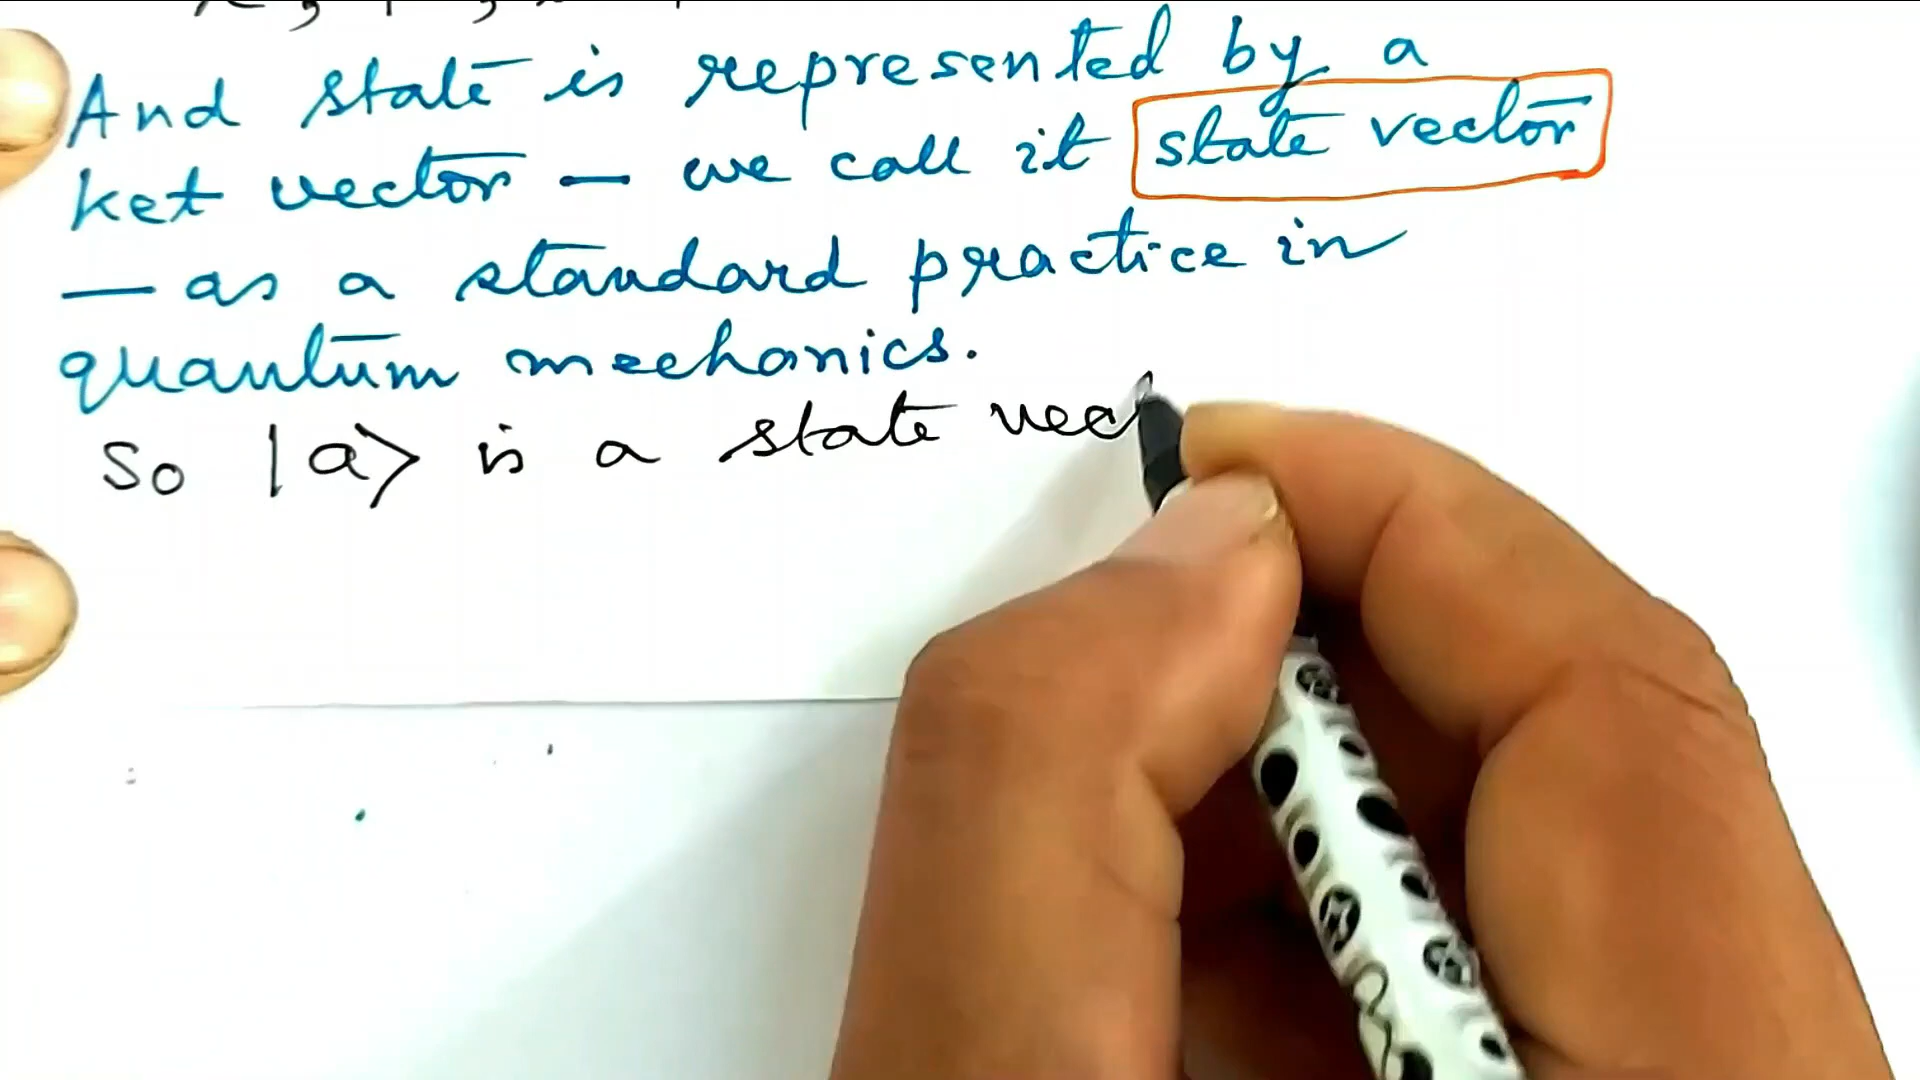 And state is represented by a
ket vector — we call it state vector
— as a standard practice in
quantum mechanics.
So |a> is a state vec